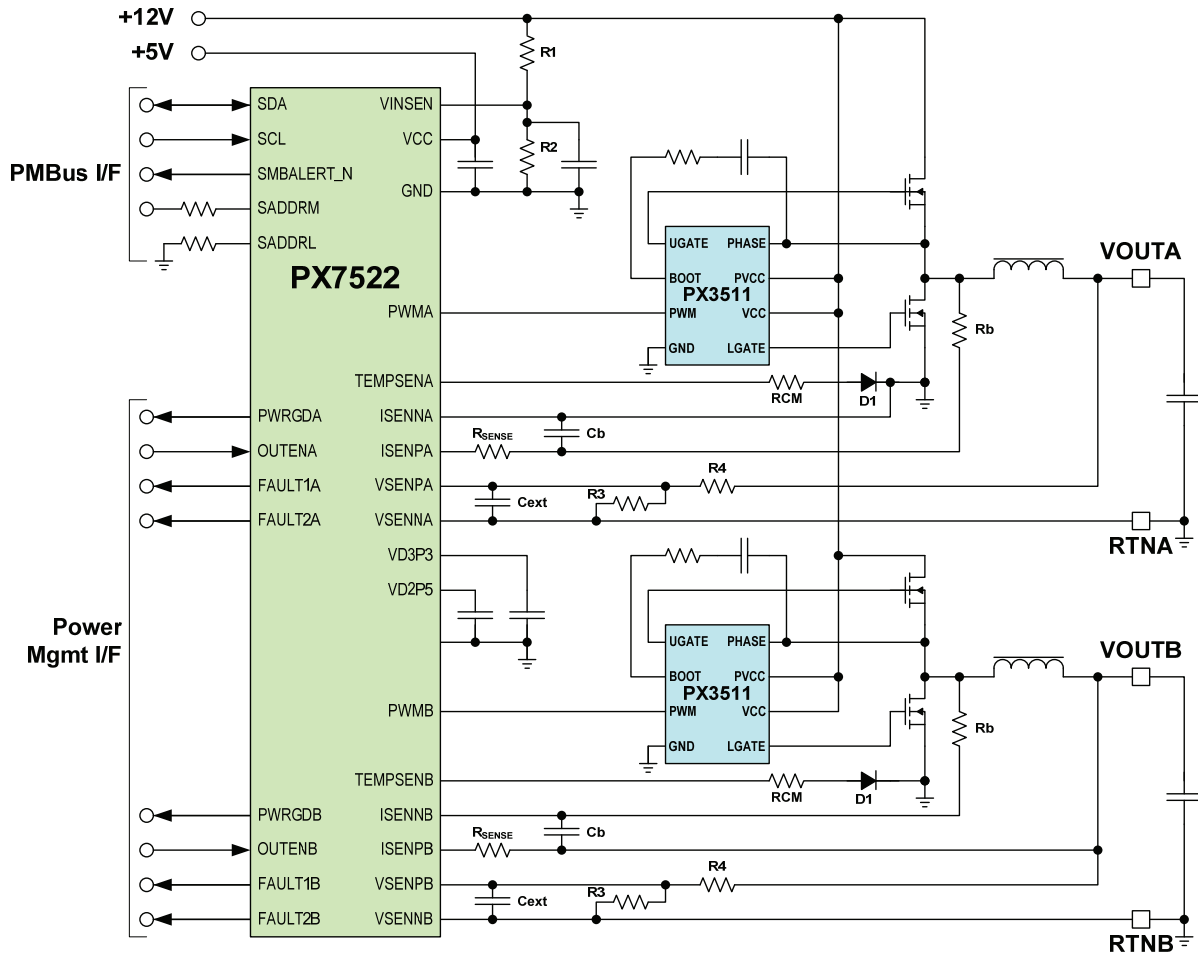 +12V
+5V
R1
SDA
VINSEN
SCL
VCC
R2
PMBus I/F
SMBALERT_N
SADDRM
GND
SADDRL
PX7522
UGATE
PHASE
BOOT
PVCC
PX3511
PWM
VCC
GND
LGATE
VOUTA
PWMA
Rb
TEMPSENA
RCM
D1
PWRGDA
ISENNA
OUTENA
ISENPA
RSENSE
Cb
FAULT1A
VSENPA
R4
R3
Cext
FAULT2A
VSENNA
RTNA
VD3P3
VD2P5
Power
Mgmt I/F
UGATE
PHASE
BOOT
PVCC
PX3511
PWM
VCC
GND
LGATE
VOUTB
PWMB
Rb
TEMPSENB
RCM
D1
PWRGDB
ISENNB
OUTENB
ISENPB
RSENSE
Cb
FAULT1B
VSENPB
R4
R3
Cext
FAULT2B
VSENNB
RTNB